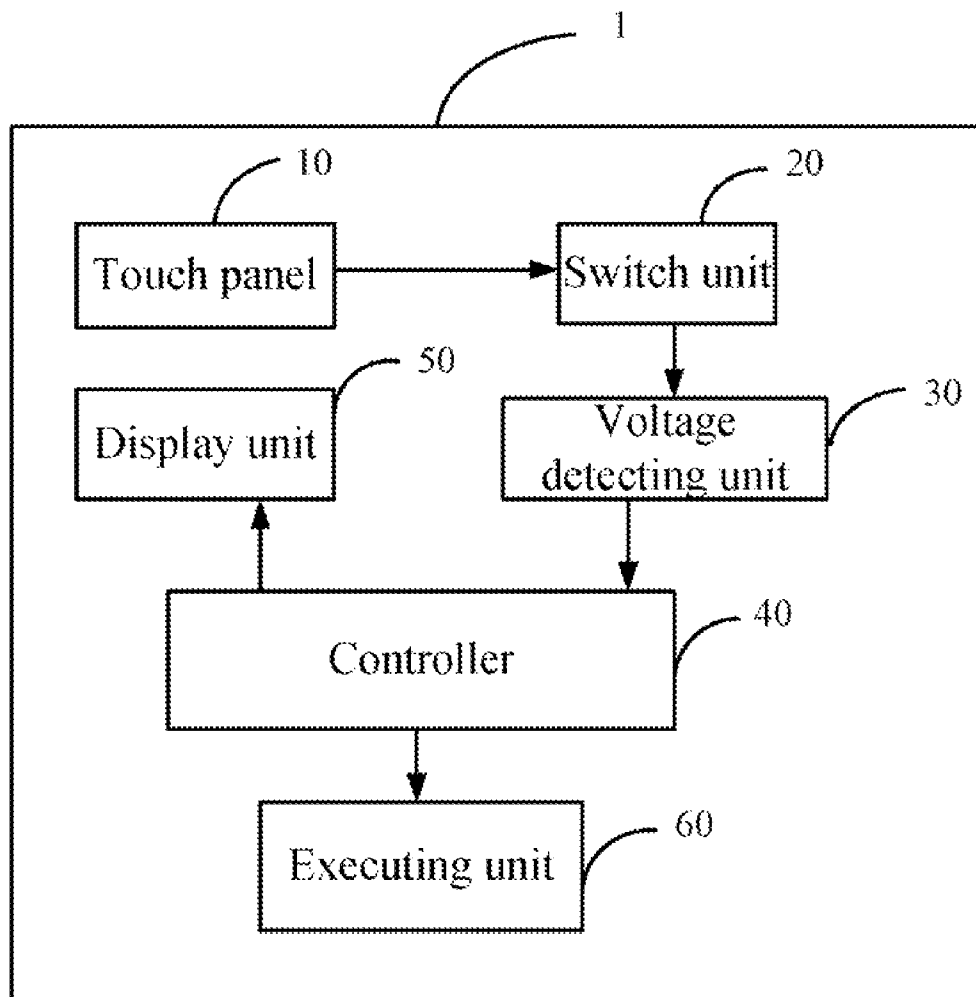 1
10
20
Touch panel
Switch unit
50
30
Display unit
Voltage
detecting unit
40
Controller
60
Executing unit